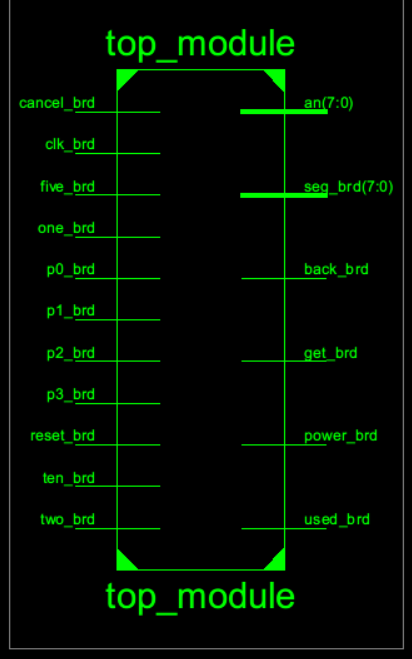 top_module
cancel_brd an(7:0)
clk_brd
five_brd seg_brd(7:0)
one_brd
p0_brd back_brd
p1_brd
p2_brd get_brd
p3_brd
reset_brd power_brd
ten_brd
two_brd used_brd
top_module